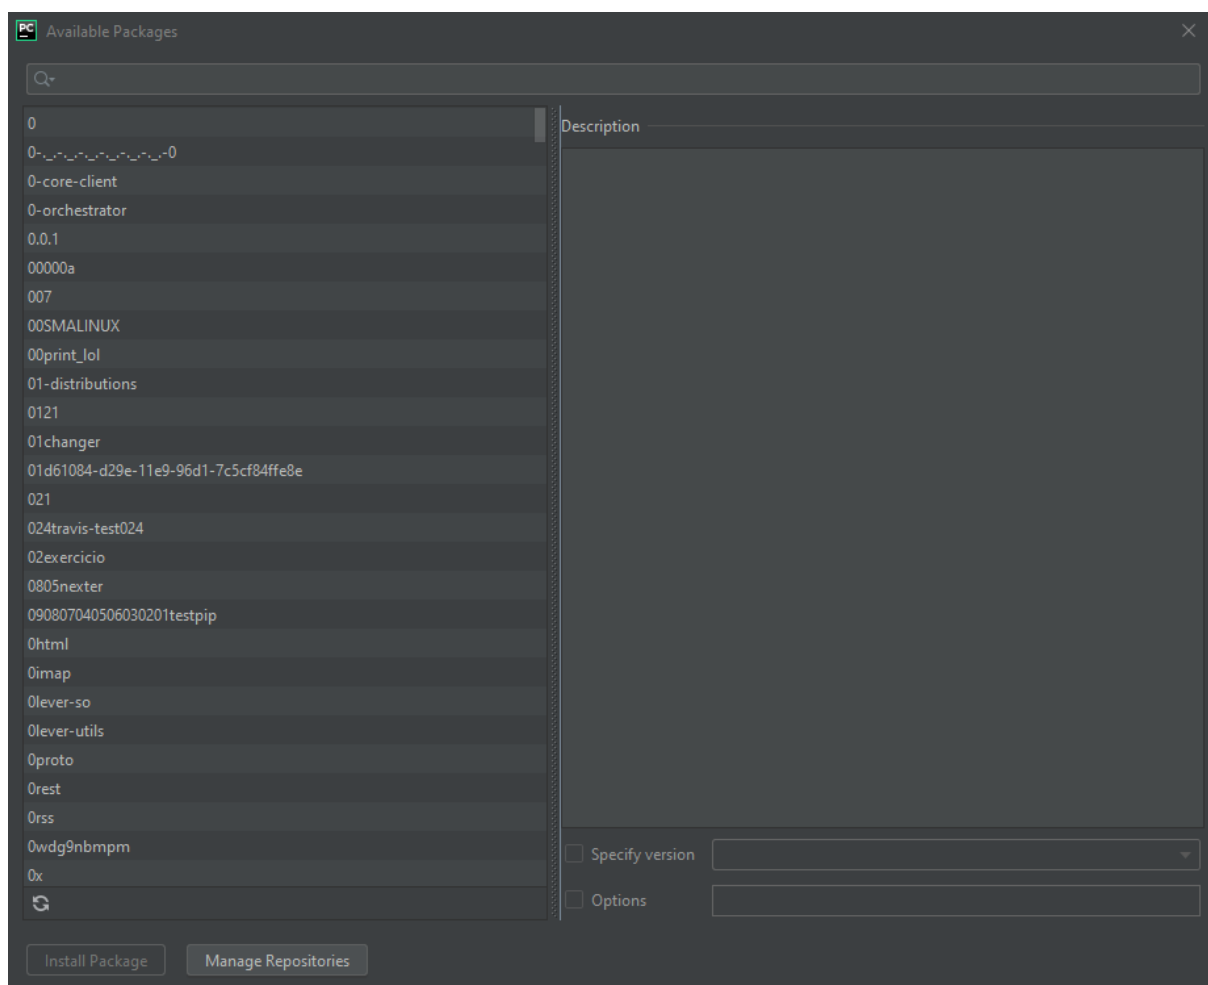 PC Available Packages
0
0-._.-._.-._.-._.-._.-._.-0
0-core-client
0-orchestrator
0.0.1
00000a
007
00SMALINUX
00print_lol
01-distributions
0121
01changer
01d61084-d29e-11e9-96d1-7c5cf84ffe8e
021
024travis-test024
02exercicio
0805nexter
090807040506030201testpip
0html
0imap
0lever-so
0lever-utils
0proto
0rest
0rss
0wdg9nbmpm
0x
Description
Specify version
Options
Install Package
Manage Repositories